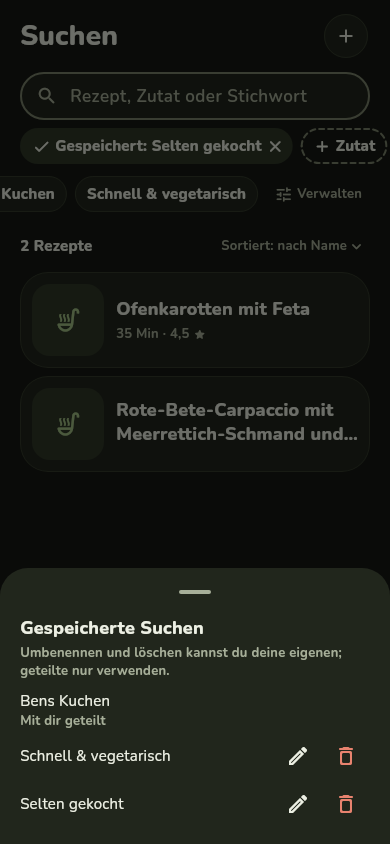 Suchen
Rezept, Zutat oder Stichwort
Gespeichert: Selten gekocht
Zutat
Kuchen
Schnell & vegetarisch
Verwalten
2 Rezepte
Sortiert: nach Name
Ofenkarotten mit Feta
35 Min · 4,5 ★
Rote-Bete-Carpaccio mit
Meerrettich-Schmand und...
Gespeicherte Suchen
Umbenennen und löschen kannst du deine eigenen;
geteilte nur verwenden.
Bens Kuchen
Mit dir geteilt
Schnell & vegetarisch
Selten gekocht